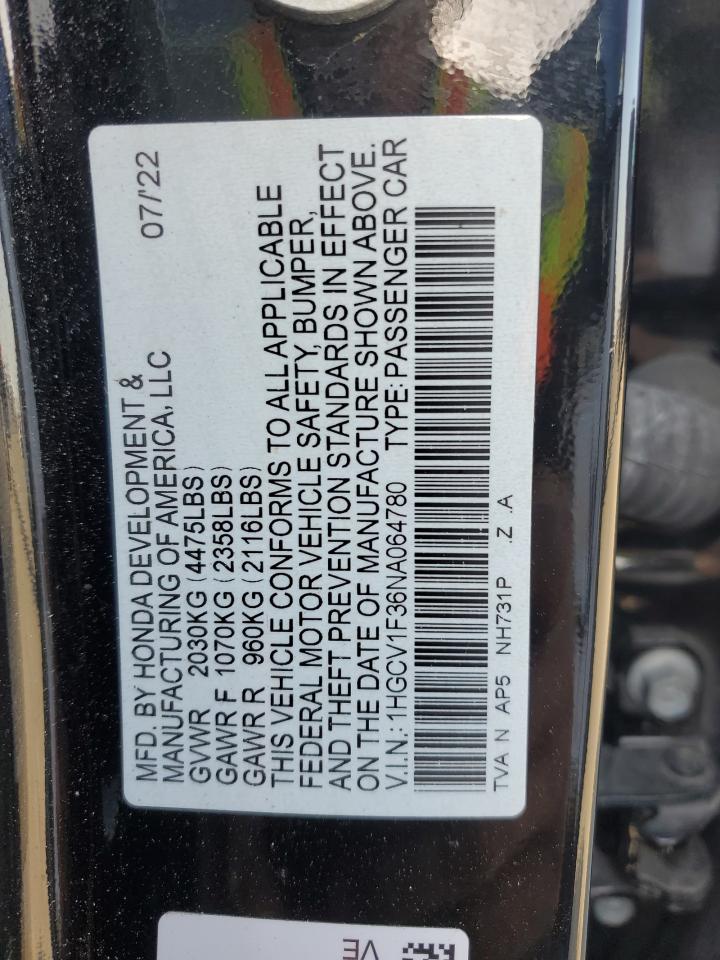 MFD. BY HONDA DEVELOPMENT & 07/'22
MANUFACTURING OF AMERICA, LLC
GVWR 2030KG (4475LBS)
GAWR F 1070KG (2358LBS)
GAWR R 960KG (2116LBS)
THIS VEHICLE CONFORMS TO ALL APPLICABLE
FEDERAL MOTOR VEHICLE SAFETY, BUMPER,
AND THEFT PREVENTION STANDARDS IN EFFECT
ON THE DATE OF MANUFACTURE SHOWN ABOVE.
V.I.N.: 1HGCV1F36NA064780 TYPE: PASSENGER CAR
TVA N AP5 NH731P .Z .A